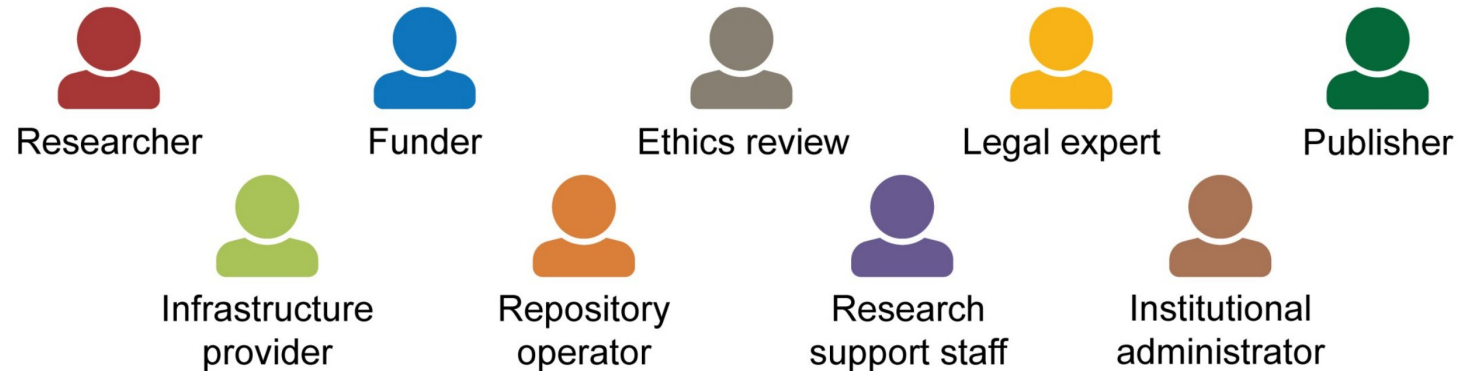 Researcher
Funder
Ethics review
Legal expert
Publisher
Infrastructure
provider
Repository
operator
Research
support staff
Institutional
administrator